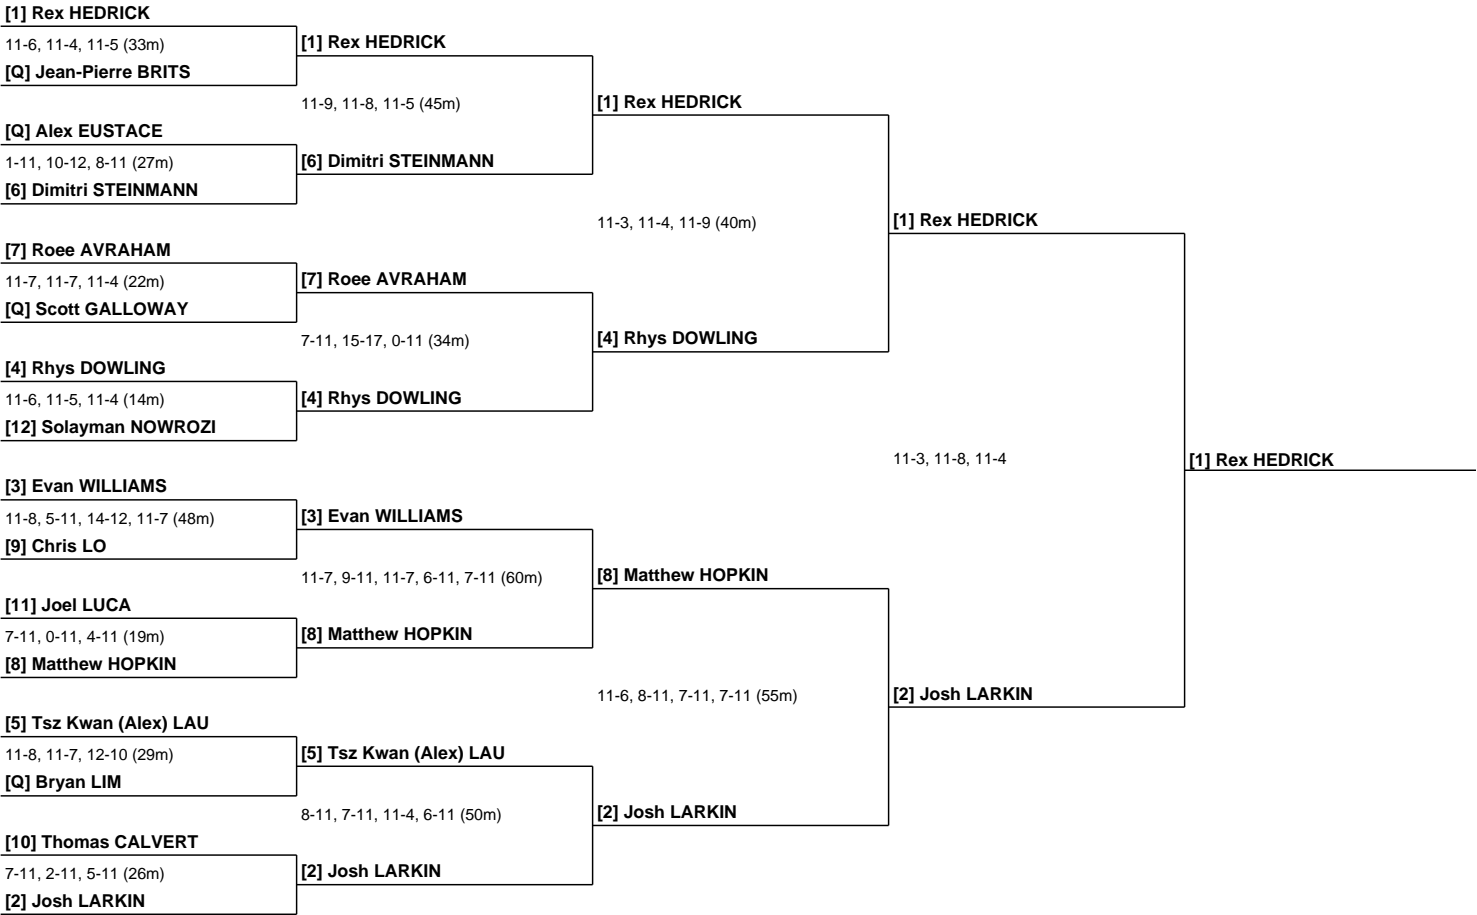 [1] Rex HEDRICK
11-6, 11-4, 11-5 (33m)
[Q] Jean-Pierre BRITS
[Q] Alex EUSTACE
1-11, 10-12, 8-11 (27m)
[6] Dimitri STEINMANN
[7] Roee AVRAHAM
11-7, 11-7, 11-4 (22m)
[Q] Scott GALLOWAY
[4] Rhys DOWLING
11-6, 11-5, 11-4 (14m)
[12] Solayman NOWROZI
[3] Evan WILLIAMS
11-8, 5-11, 14-12, 11-7 (48m)
[9] Chris LO
[11] Joel LUCA
7-11, 0-11, 4-11 (19m)
[8] Matthew HOPKIN
[5] Tsz Kwan (Alex) LAU
11-8, 11-7, 12-10 (29m)
[Q] Bryan LIM
[10] Thomas CALVERT
7-11, 2-11, 5-11 (26m)
[2] Josh LARKIN
[1] Rex HEDRICK
11-9, 11-8, 11-5 (45m)
[6] Dimitri STEINMANN
[7] Roee AVRAHAM
7-11, 15-17, 0-11 (34m)
[4] Rhys DOWLING
[3] Evan WILLIAMS
11-7, 9-11, 11-7, 6-11, 7-11 (60m)
[8] Matthew HOPKIN
[5] Tsz Kwan (Alex) LAU
8-11, 7-11, 11-4, 6-11 (50m)
[2] Josh LARKIN
[1] Rex HEDRICK
11-3, 11-4, 11-9 (40m)
[4] Rhys DOWLING
[8] Matthew HOPKIN
11-6, 8-11, 7-11, 7-11 (55m)
[2] Josh LARKIN
[1] Rex HEDRICK
11-3, 11-8, 11-4
[2] Josh LARKIN
[1] Rex HEDRICK